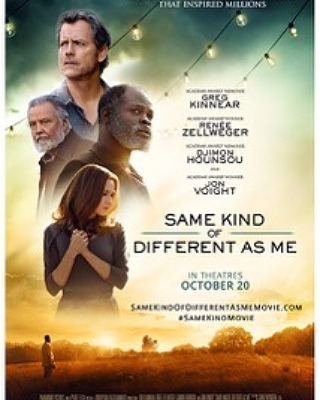 THAT INSPIRED MILLIONS
ACADEMY AWARD NOMINEE
GREG
KINNEAR
ACADEMY AWARD WINNER
RENÉE
ZELLWEGER
ACADEMY AWARD NOMINEE
DJIMON
HOUNSOU
AND
ACADEMY AWARD WINNER
JON
VOIGHT
SAME KIND
OF
DIFFERENT AS ME
IN THEATRES
OCTOBER 20
SAMEKINDOFDIFFERENTASMEMOVIE.COM
#SAMEKINDMOVIE